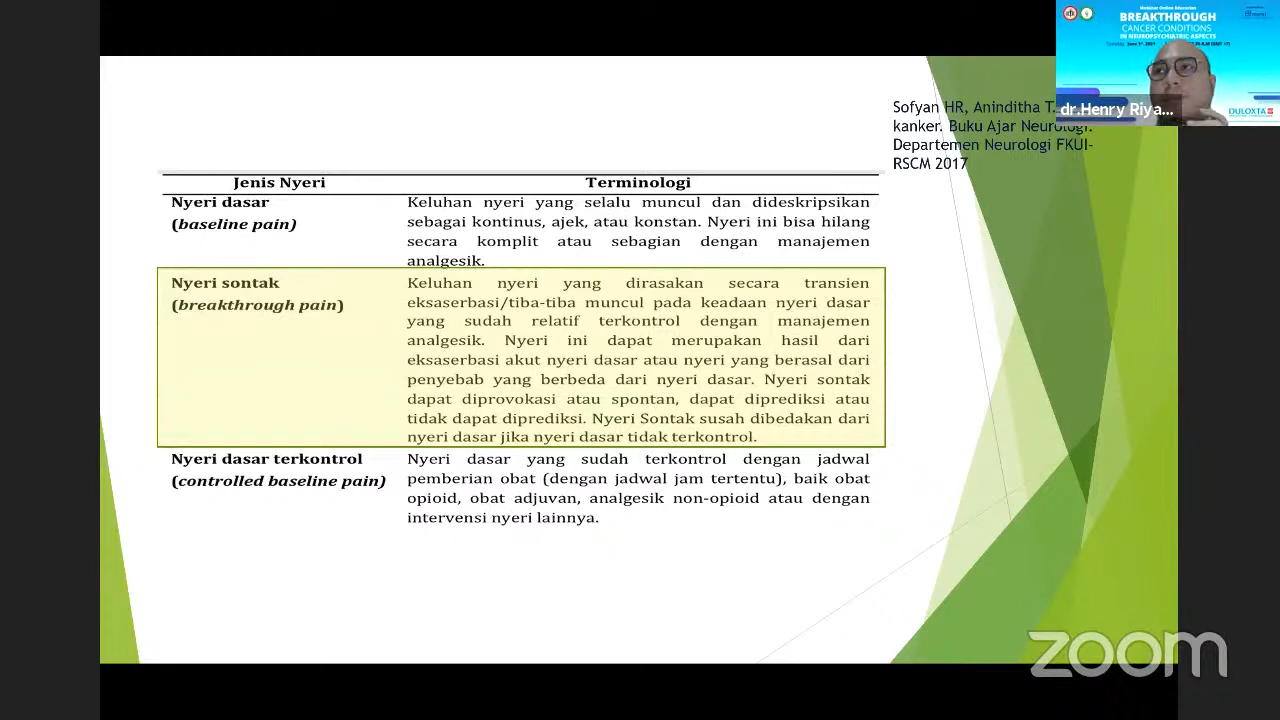 Webinar Online Education
BREAKTHROUGH
CANCER CONDITIONS
IN NEUROPSYCHIATRIC ASPECTS
dr.Henry Riya...
DULOXTA
Sofyan HR, Aninditha T.
kanker. Buku Ajar Neurologi.
Departemen Neurologi FKUI-
RSCM 2017
Jenis Nyeri Terminologi
Nyeri dasar
(baseline pain)
Keluhan nyeri yang selalu muncul dan dideskripsikan
sebagai kontinus, ajek, atau konstan. Nyeri ini bisa hilang
secara komplit atau sebagian dengan manajemen
analgesik.
Nyeri sontak
(breakthrough pain)
Keluhan nyeri yang dirasakan secara transien
eksaserbasi/tiba-tiba muncul pada keadaan nyeri dasar
yang sudah relatif terkontrol dengan manajemen
analgesik. Nyeri ini dapat merupakan hasil dari
eksaserbasi akut nyeri dasar atau nyeri yang berasal dari
penyebab yang berbeda dari nyeri dasar. Nyeri sontak
dapat diprovokasi atau spontan, dapat diprediksi atau
tidak dapat diprediksi. Nyeri Sontak susah dibedakan dari
nyeri dasar jika nyeri dasar tidak terkontrol.
Nyeri dasar terkontrol
(controlled baseline pain)
Nyeri dasar yang sudah terkontrol dengan jadwal
pemberian obat (dengan jadwal jam tertentu), baik obat
opioid, obat adjuvan, analgesik non-opioid atau dengan
intervensi nyeri lainnya.
zoom